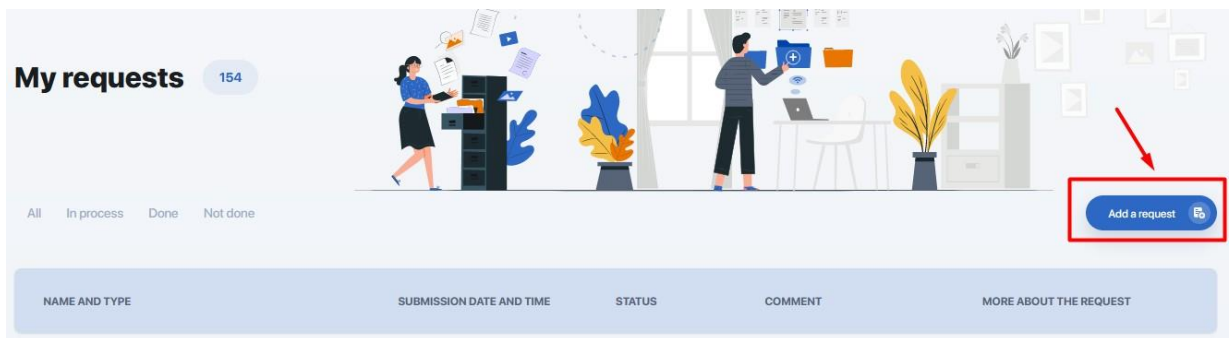 My requests 154
All In process Done Not done
Add a request
NAME AND TYPE SUBMISSION DATE AND TIME STATUS COMMENT MORE ABOUT THE REQUEST